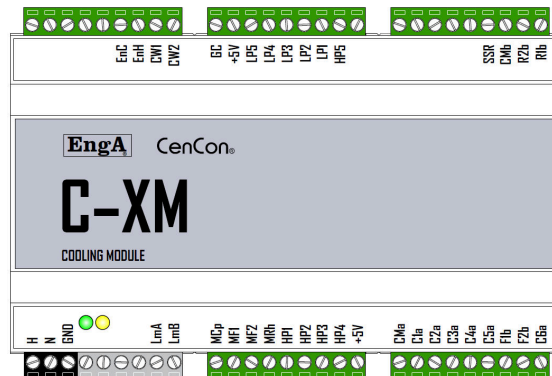 EnC EnH CW1 CW2 GC +5V LP5 LP4 LP3 LP2 LP1 HP5 SSR CMb R2b R1b
EngA® CenCon®
C-XM
COOLING MODULE
H N GND LmA LmB MCp MF1 MF2 MRh HP1 HP2 HP3 HP4 +5V CMa C1a C2a C3a C4a C5a F1b F2b C6a